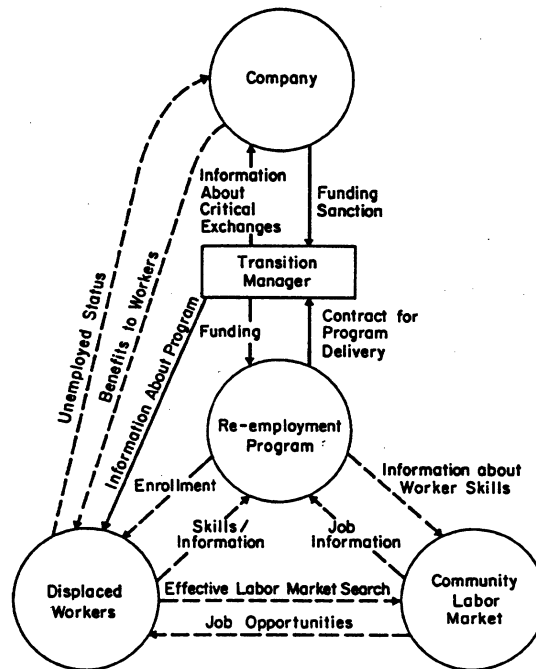 Company
Information
About
Critical
Exchanges
Funding
Sanction
Unemployed Status
Benefits to Workers
Transition
Manager
Information About Program
Funding
Contract for
Program
Delivery
Re-employment
Program
Enrollment
Information about
Worker Skills
Skills/
Information
Job
Information
Displaced
Workers
Effective Labor Market Search
Job Opportunities
Community
Labor
Market